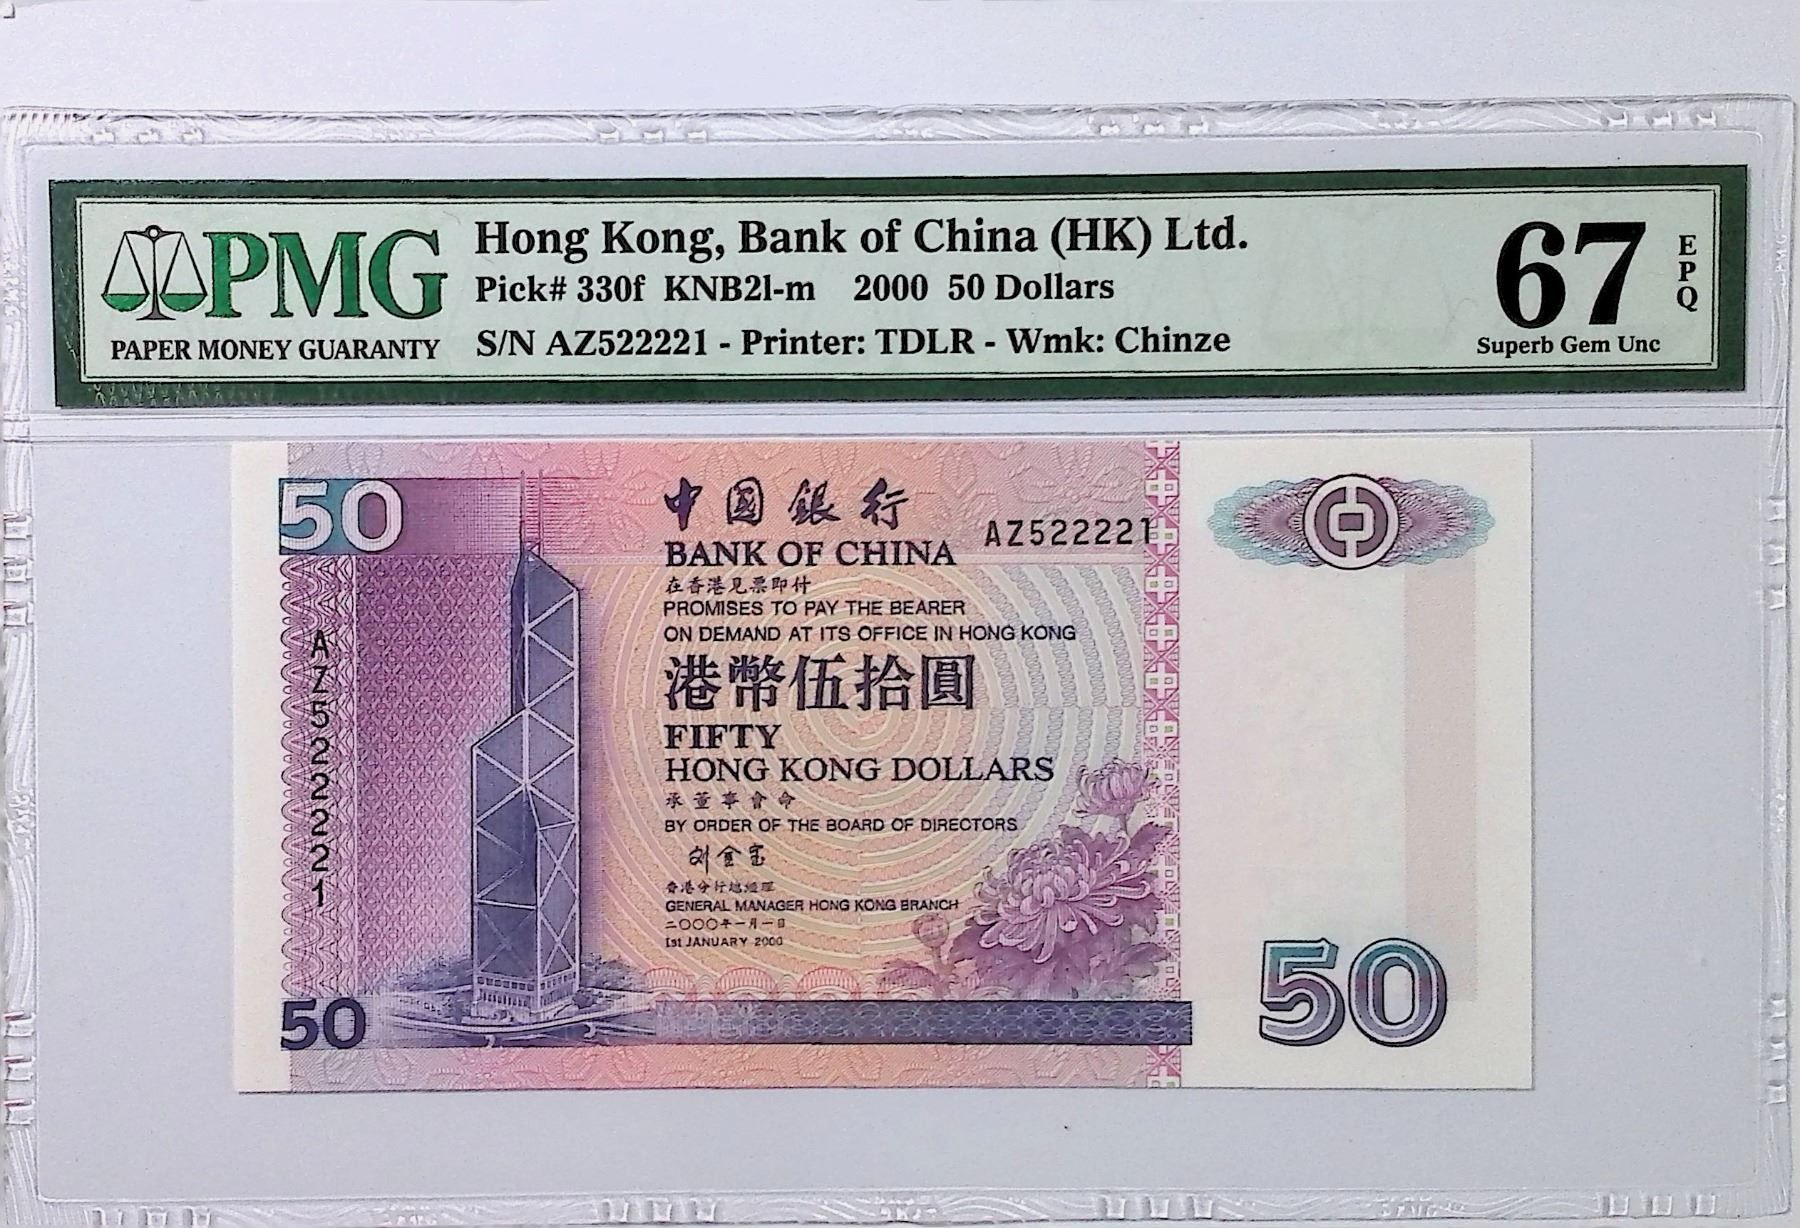 PMG
PAPER MONEY GUARANTY
Hong Kong, Bank of China (HK) Ltd.
Pick# 330f KNB2l-m 2000 50 Dollars
S/N AZ522221 - Printer: TDLR - Wmk: Chinze
67
EPQ
Superb Gem Unc
50
中國銀行
AZ522221
BANK OF CHINA
在香港見票即付
PROMISES TO PAY THE BEARER
ON DEMAND AT ITS OFFICE IN HONG KONG
港幣伍拾圓
FIFTY
HONG KONG DOLLARS
承董事會命
BY ORDER OF THE BOARD OF DIRECTORS
刘金宝
香港分行總經理
GENERAL MANAGER HONG KONG BRANCH
二〇〇〇年一月一日
1st JANUARY 2000
AZ522221
50
50